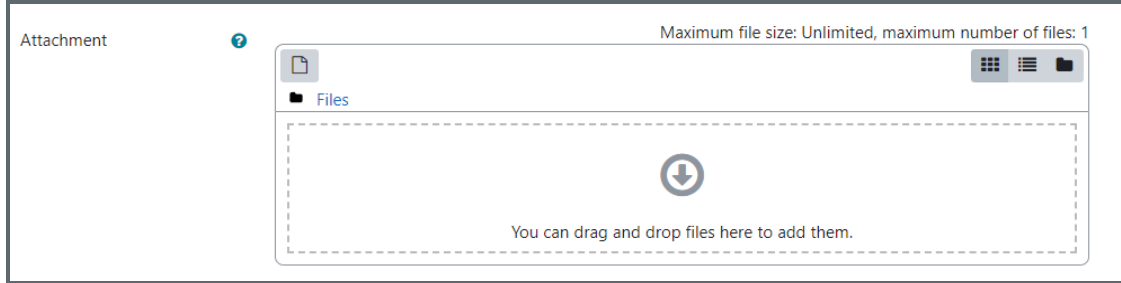 Maximum file size: Unlimited, maximum number of files: 1
Attachment
Files
You can drag and drop files here to add them.